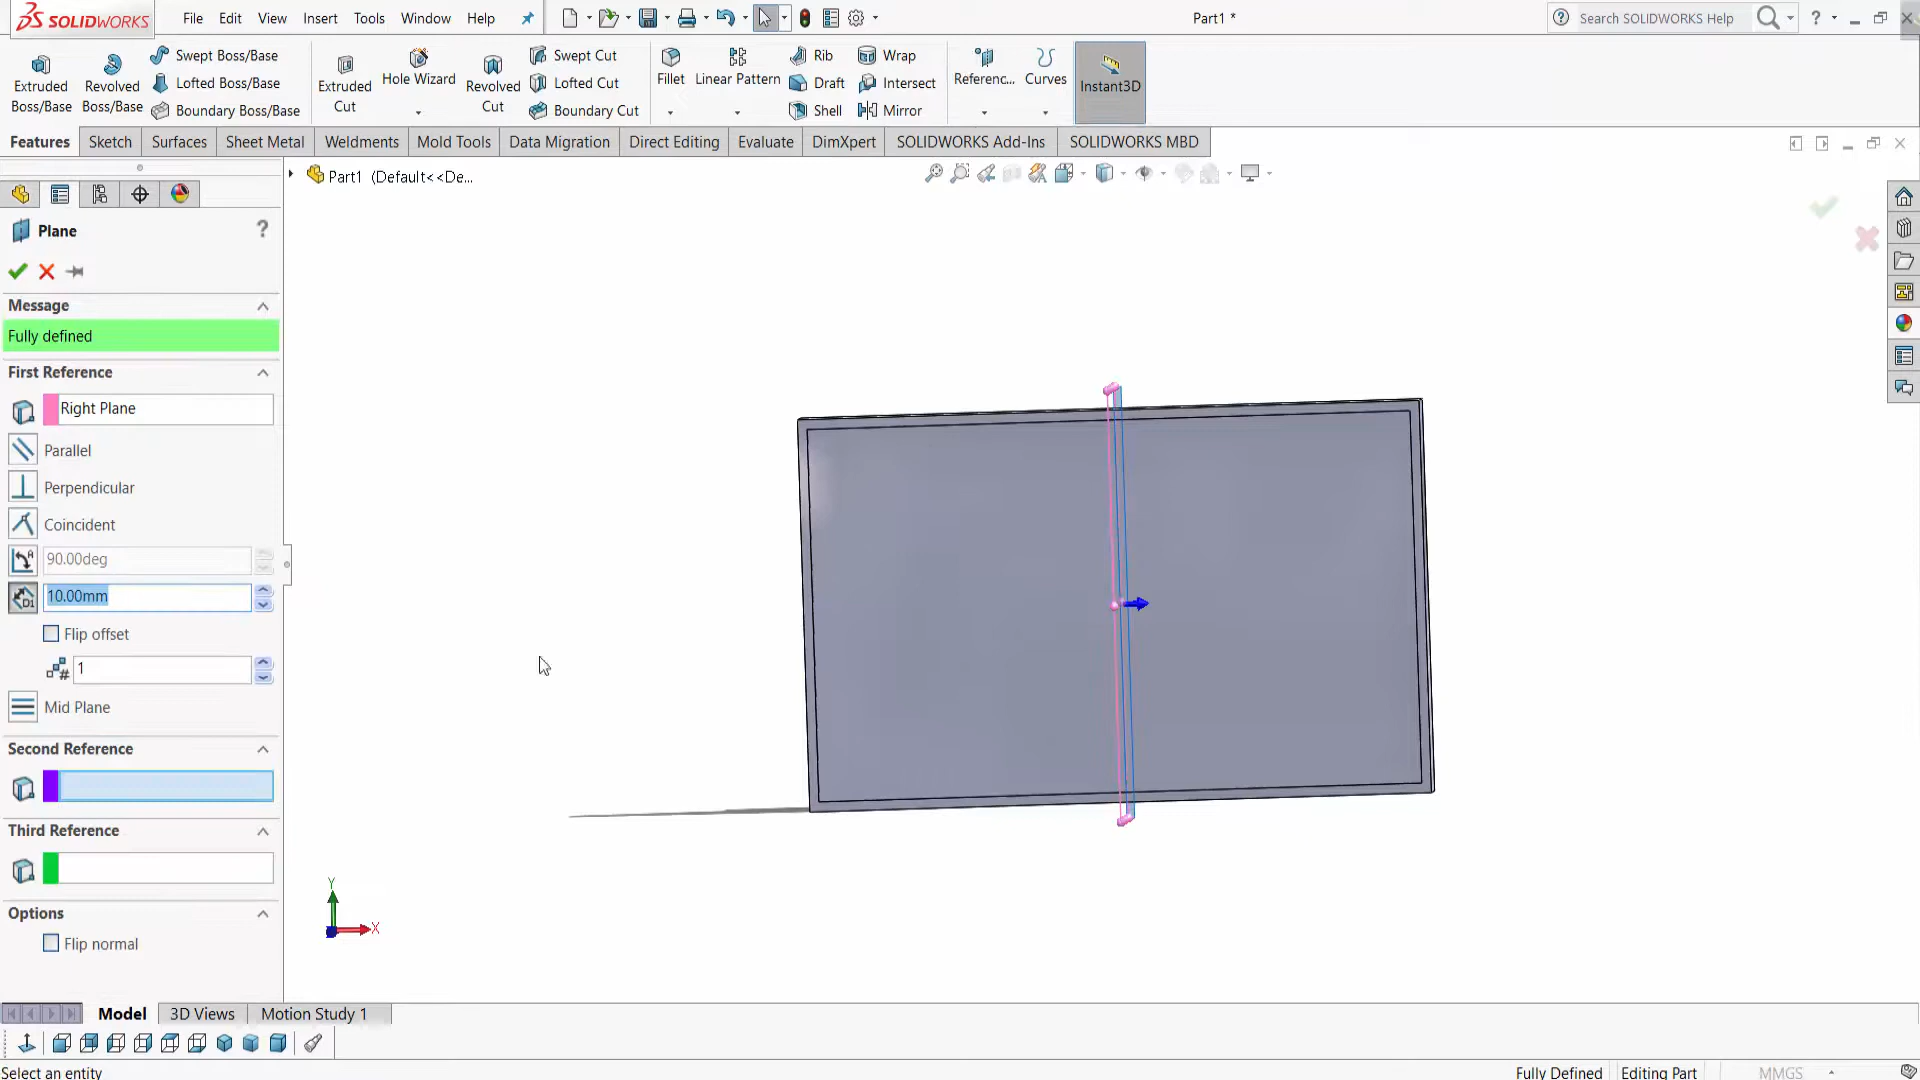 SOLIDWORKS File Edit View Insert Tools Window Help Part1 * Search SOLIDWORKS Help ?
Extruded Boss/Base
Revolved Boss/Base
Swept Boss/Base
Lofted Boss/Base
Boundary Boss/Base
Extruded Cut
Hole Wizard
Revolved Cut
Swept Cut
Lofted Cut
Boundary Cut
Fillet
Linear Pattern
Rib
Draft
Shell
Wrap
Intersect
Mirror
Referenc...
Curves
Instant3D
Features Sketch Surfaces Sheet Metal Weldments Mold Tools Data Migration Direct Editing Evaluate DimXpert SOLIDWORKS Add-Ins SOLIDWORKS MBD
Part1 (Default<<De...
Plane ?
Message
Fully defined
First Reference
Right Plane
Parallel
Perpendicular
Coincident
90.00deg
10.00mm
Flip offset
1
Mid Plane
Second Reference
Third Reference
Options
Flip normal
Y
X
Model 3D Views Motion Study 1
Select an entity Fully Defined Editing Part MMGS